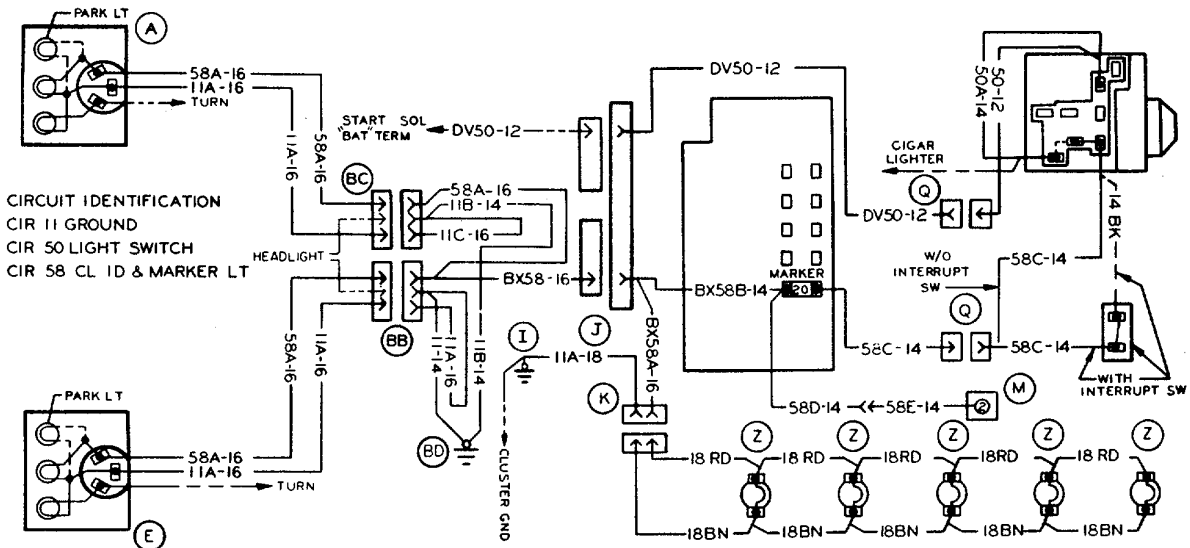 PARK LT
A
58A-16
11A-16
TURN
11A-16
58A-16
CIRCUIT IDENTIFICATION
CIR 11 GROUND
CIR 50 LIGHT SWITCH
CIR 58 CL ID & MARKER LT
HEADLIGHT
START SOL
"BAT" TERM
DV50-12
BC
58A-16
11B-14
11C-16
BX58-16
BB
58A-16
11A-16
11-14
11A-16
11B-14
BD
PARK LT
58A-16
11A-16
TURN
E
I
J
11A-18
BX58A-16
K
CLUSTER GND
DV50-12
MARKER
BX58B-14
20
58C-14
58D-14
58E-14
2
M
50-12
50A-14
CIGAR
LIGHTER
Q
DV50-12
14 BK
W/O
INTERRUPT
SW
58C-14
Q
58C-14
WITH
INTERRUPT SW
Z
Z
Z
Z
Z
18 RD
18 RD
18RD
18 RD
18BN
18BN
18BN
18BN